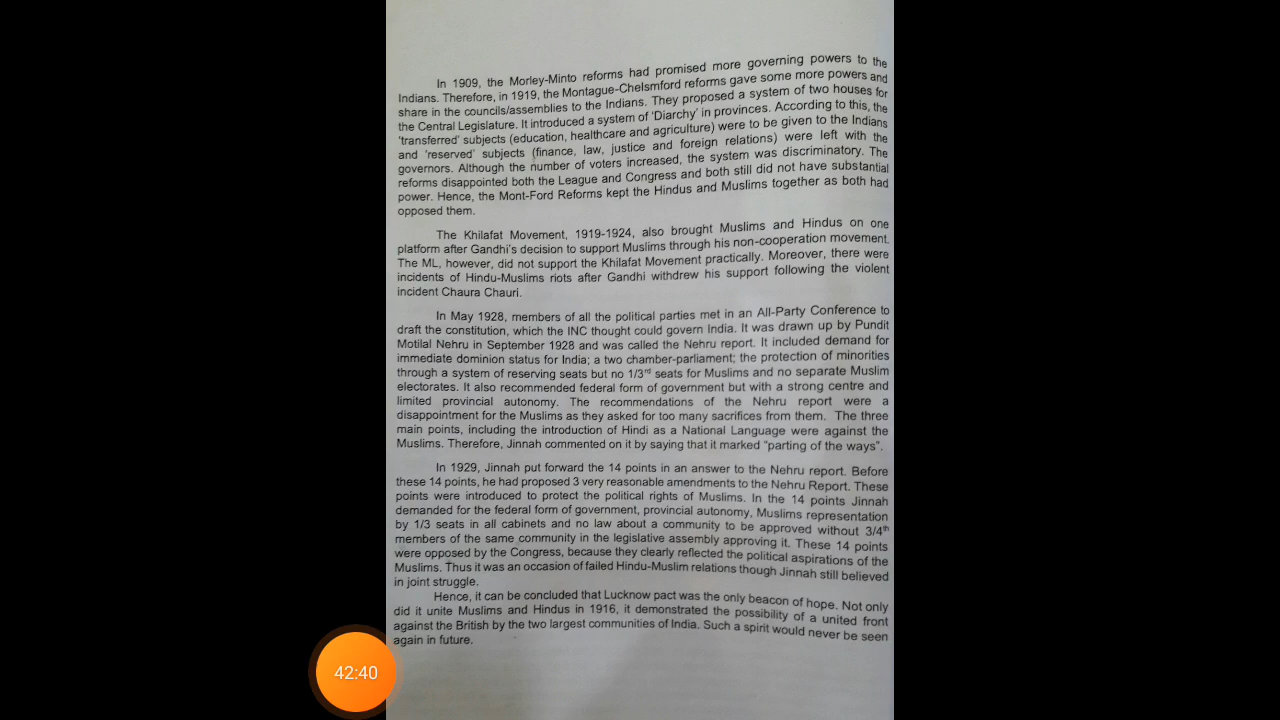 In 1909, the Morley-Minto reforms had promised more governing powers to the
Indians. Therefore, in 1919, the Montague-Chelsmford reforms gave some more powers and
share in the councils/assemblies to the Indians. They proposed a system of two houses for
the Central Legislature. It introduced a system of ‘Diarchy’ in provinces. According to this, the
‘transferred’ subjects (education, healthcare and agriculture) were to be given to the Indians
and ‘reserved’ subjects (finance, law, justice and foreign relations) were left with the
governors. Although the number of voters increased, the system was discriminatory. The
reforms disappointed both the League and Congress and both still did not have substantial
power. Hence, the Mont-Ford Reforms kept the Hindus and Muslims together as both had
opposed them.
The Khilafat Movement, 1919-1924, also brought Muslims and Hindus on one
platform after Gandhi's decision to support Muslims through his non-cooperation movement.
The ML, however, did not support the Khilafat Movement practically. Moreover, there were
incidents of Hindu-Muslims riots after Gandhi withdrew his support following the violent
incident Chaura Chauri.
In May 1928, members of all the political parties met in an All-Party Conference to
draft the constitution, which the INC thought could govern India. It was drawn up by Pundit
Motilal Nehru in September 1928 and was called the Nehru report. It included demand for
immediate dominion status for India; a two chamber-parliament; the protection of minorities
through a system of reserving seats but no 1/3rd seats for Muslims and no separate Muslim
electorates. It also recommended federal form of government but with a strong centre and
limited provincial autonomy. The recommendations of the Nehru report were a
disappointment for the Muslims as they asked for too many sacrifices from them. The three
main points, including the introduction of Hindi as a National Language were against the
Muslims. Therefore, Jinnah commented on it by saying that it marked “parting of the ways”.
In 1929, Jinnah put forward the 14 points in an answer to the Nehru report. Before
these 14 points, he had proposed 3 very reasonable amendments to the Nehru Report. These
points were introduced to protect the political rights of Muslims. In the 14 points Jinnah
demanded for the federal form of government, provincial autonomy, Muslims representation
by 1/3 seats in all cabinets and no law about a community to be approved without 3/4th
members of the same community in the legislative assembly approving it. These 14 points
were opposed by the Congress, because they clearly reflected the political aspirations of the
Muslims. Thus it was an occasion of failed Hindu-Muslim relations though Jinnah still believed
in joint struggle.
Hence, it can be concluded that Lucknow pact was the only beacon of hope. Not only
did it unite Muslims and Hindus in 1916, it demonstrated the possibility of a united front
against the British by the two largest communities of India. Such a spirit would never be seen
again in future.
42:40